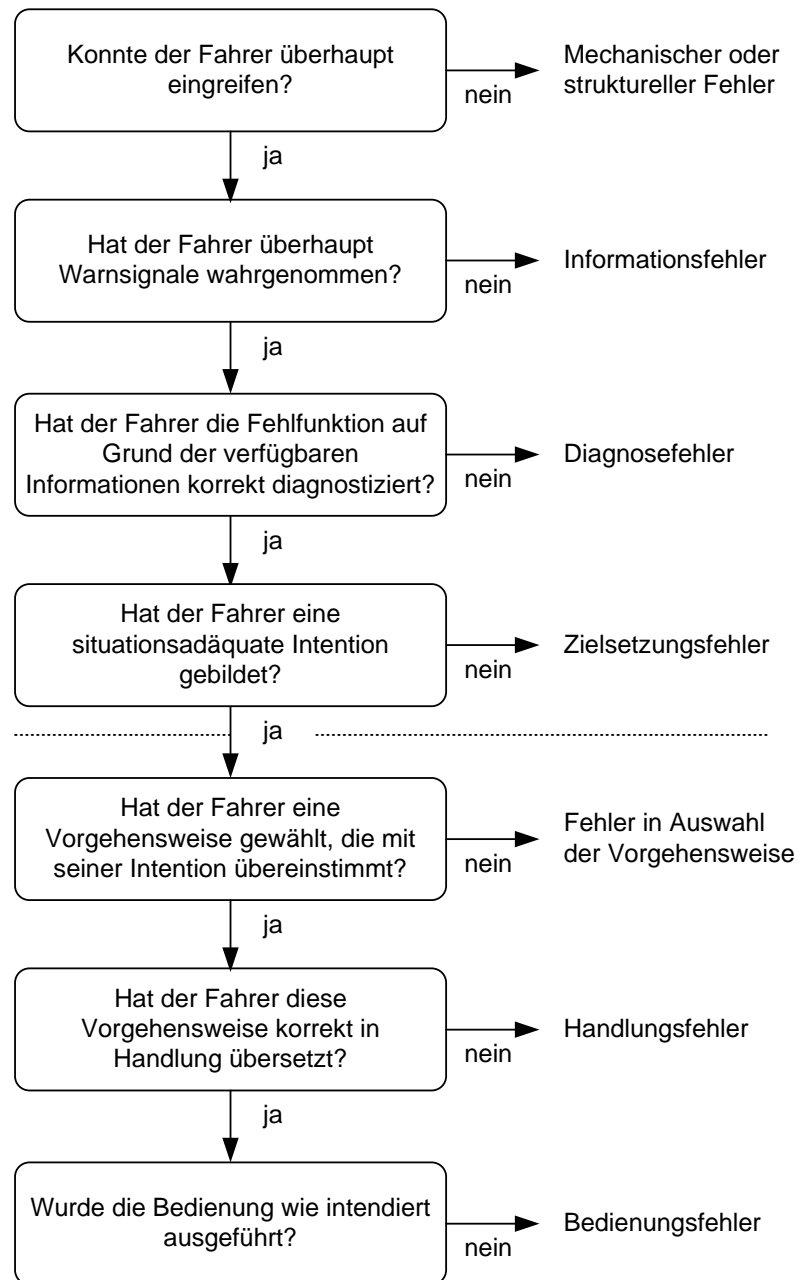 Konnte der Fahrer überhaupt
eingreifen?
nein
Mechanischer oder
struktureller Fehler
ja
Hat der Fahrer überhaupt
Warnsignale wahrgenommen?
nein
Informationsfehler
ja
Hat der Fahrer die Fehlfunktion auf
Grund der verfügbaren
Informationen korrekt diagnostiziert?
nein
Diagnosefehler
ja
Hat der Fahrer eine
situationsadäquate Intention
gebildet?
nein
Zielsetzungsfehler
ja
Hat der Fahrer eine
Vorgehensweise gewählt, die mit
seiner Intention übereinstimmt?
nein
Fehler in Auswahl
der Vorgehensweise
ja
Hat der Fahrer diese
Vorgehensweise korrekt in
Handlung übersetzt?
nein
Handlungsfehler
ja
Wurde die Bedienung wie intendiert
ausgeführt?
nein
Bedienungsfehler